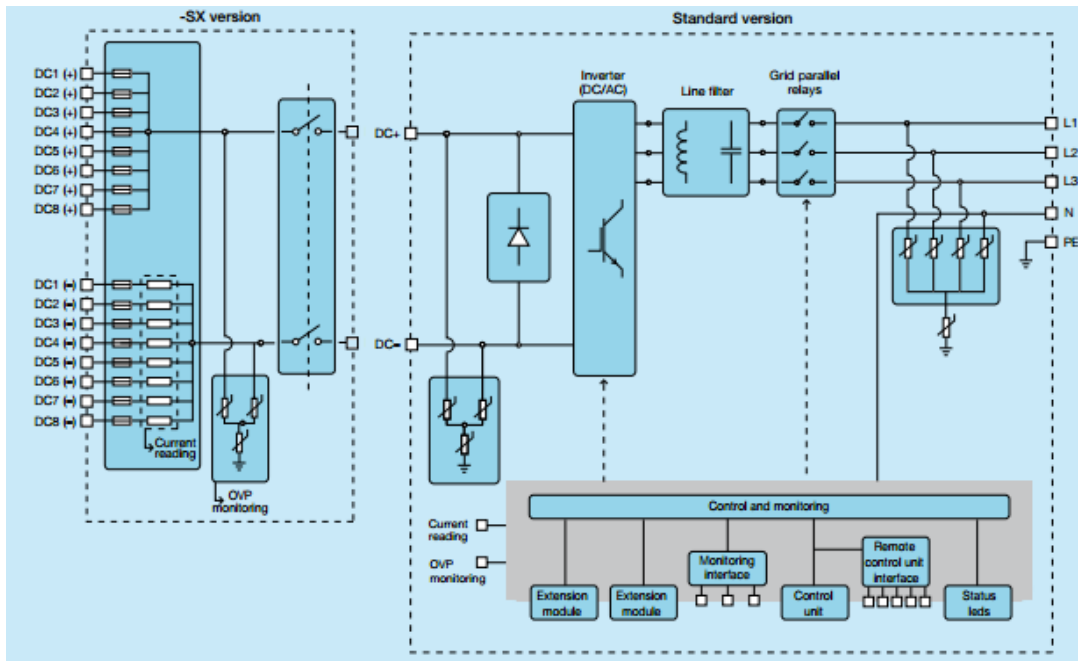 -SX version
DC1 (+)
DC2 (+)
DC3 (+)
DC4 (+)
DC5 (+)
DC6 (+)
DC7 (+)
DC8 (+)
DC1 (-)
DC2 (-)
DC3 (-)
DC4 (-)
DC5 (-)
DC6 (-)
DC7 (-)
DC8 (-)
Current
reading
OVP
monitoring
Standard version
DC+
DC-
Inverter
(DC/AC)
Line filter
Grid parallel
relays
L1
L2
L3
N
PE
Current
reading
OVP
monitoring
Control and monitoring
Extension
module
Extension
module
Monitoring
interface
Control
unit
Remote
control unit
interface
Status
leds